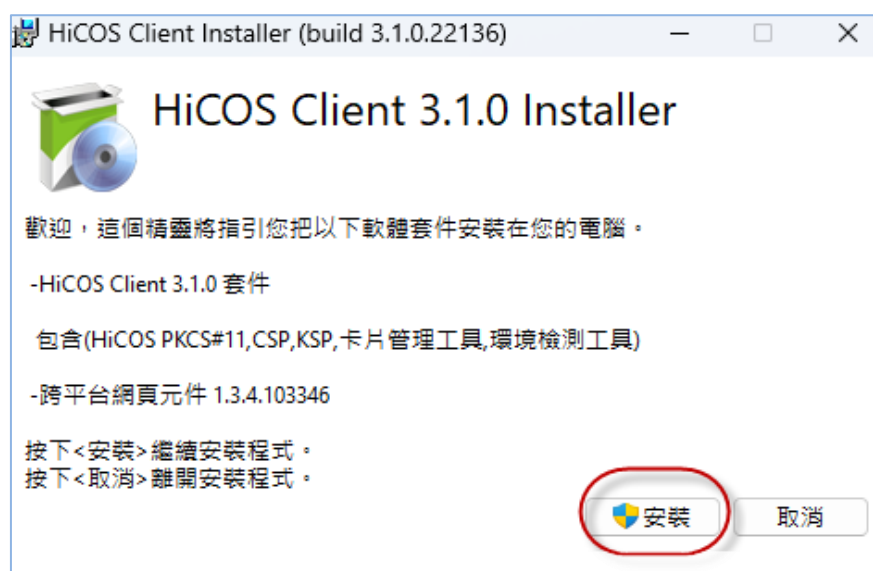 HiCOS Client Installer (build 3.1.0.22136)
HiCOS Client 3.1.0 Installer
歡迎，這個精靈將指引您把以下軟體套件安裝在您的電腦。
-HiCOS Client 3.1.0 套件
包含(HiCOS PKCS#11,CSP,KSP,卡片管理工具,環境檢測工具)
-跨平台網頁元件 1.3.4.103346
按下<安裝>繼續安裝程式。
按下<取消>離開安裝程式。
安裝 取消